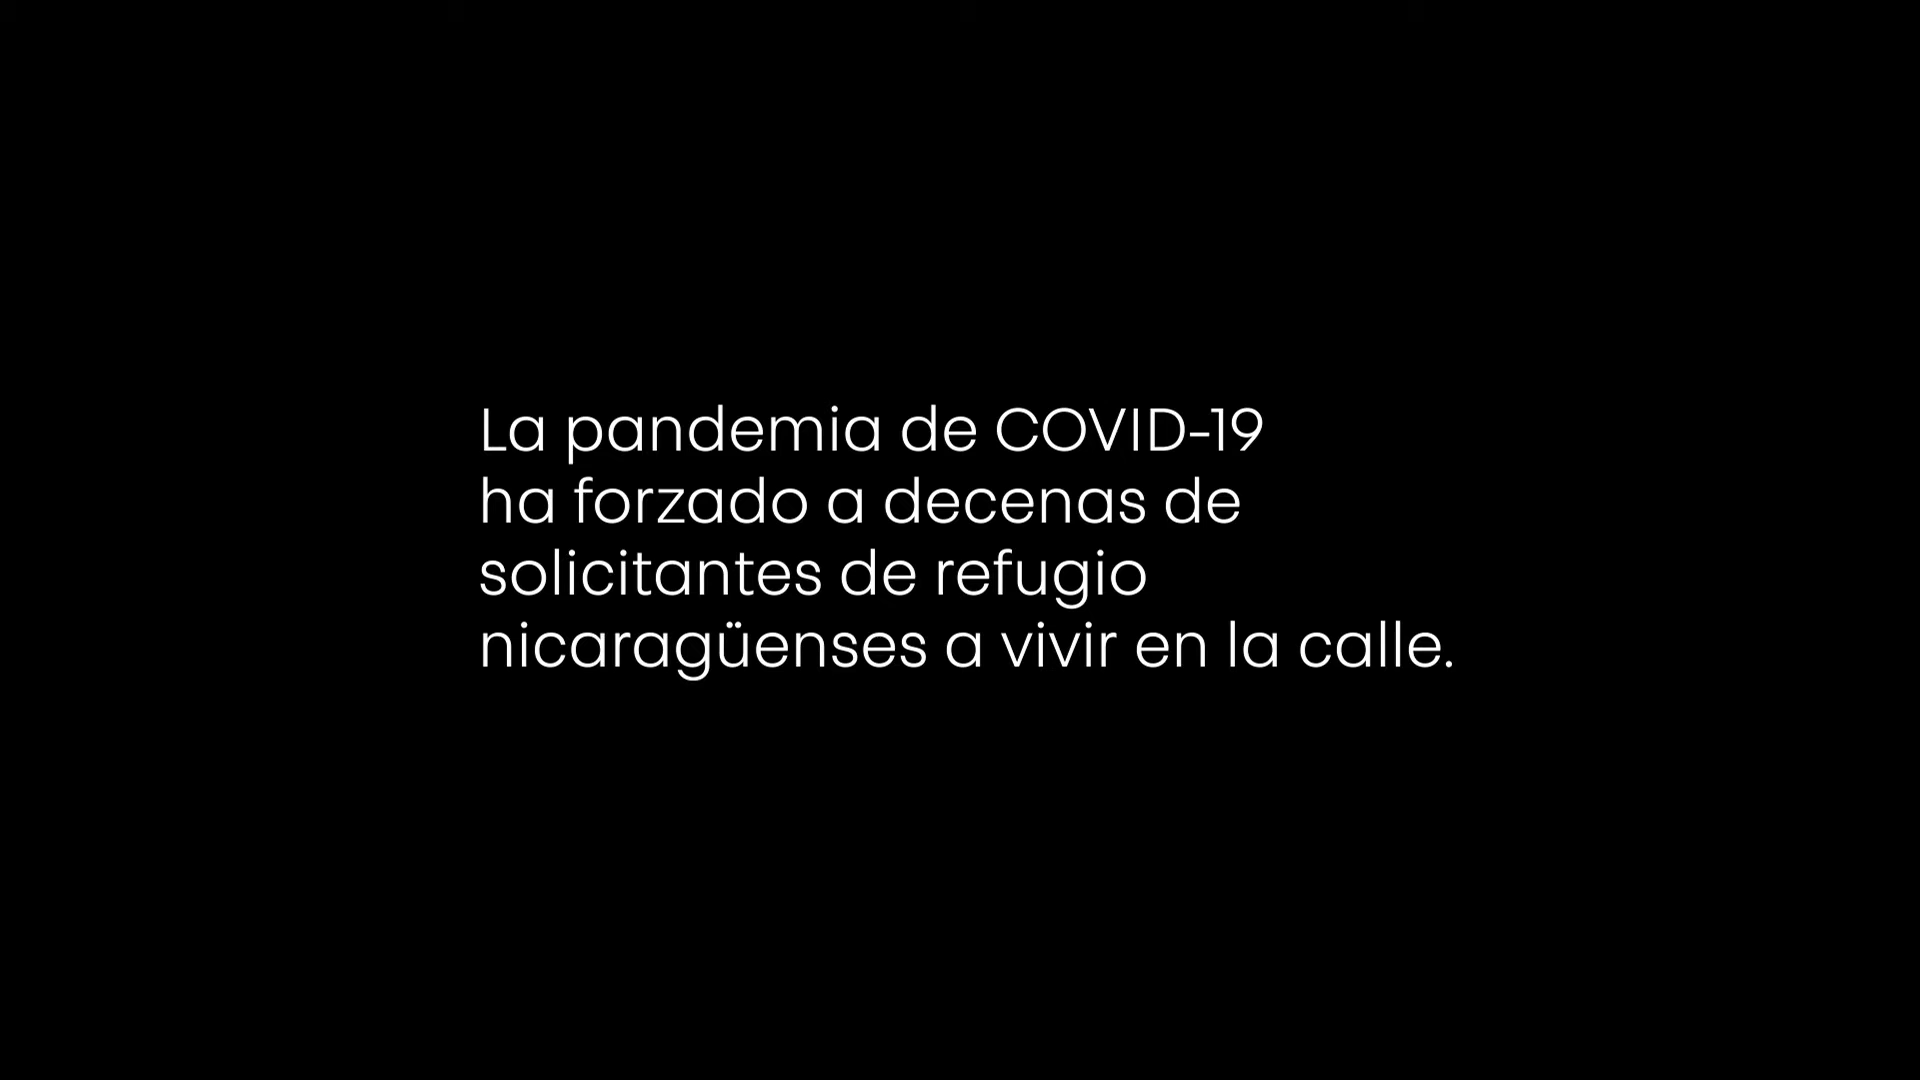 La pandemia de COVID-19
ha forzado a decenas de
solicitantes de refugio
nicaragüenses a vivir en la calle.